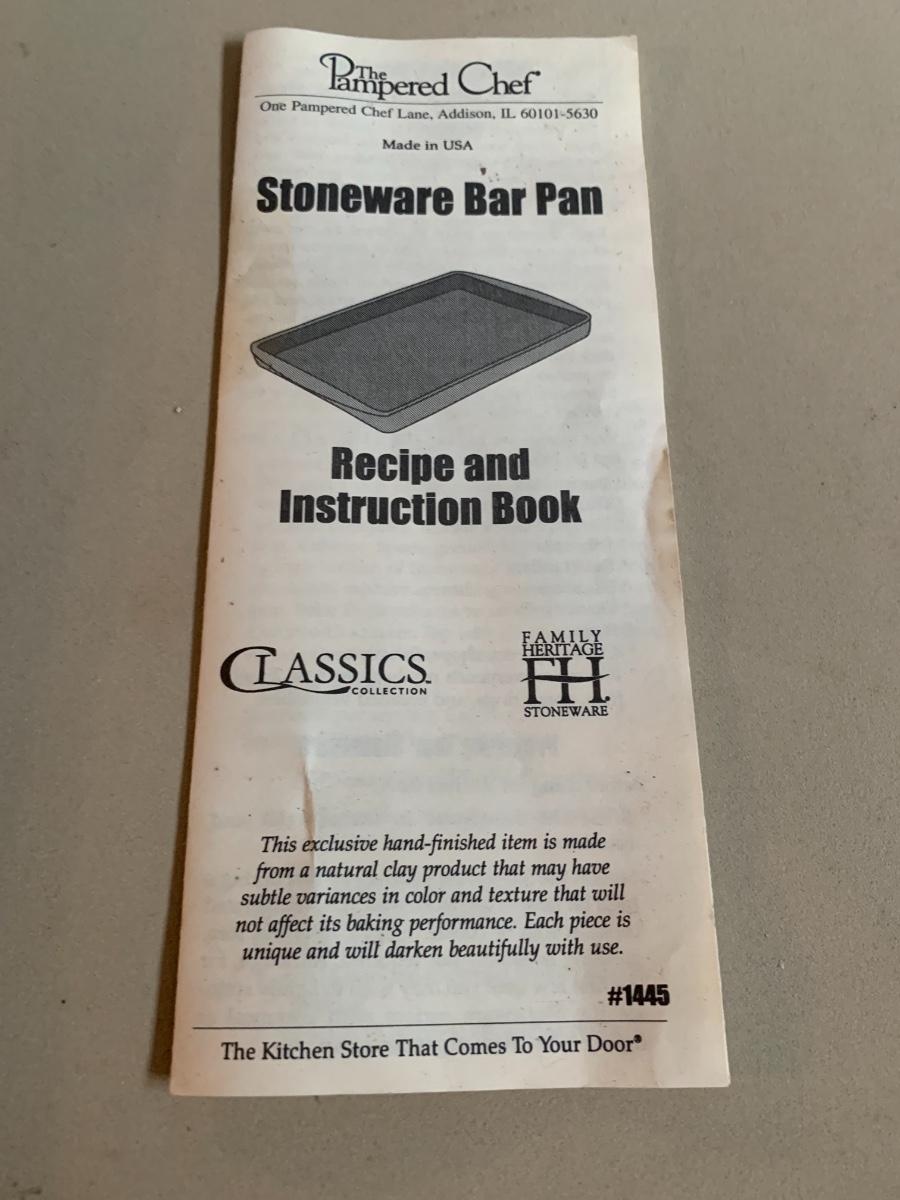 The Pampered Chef®
One Pampered Chef Lane, Addison, IL 60101-5630
Made in USA
Stoneware Bar Pan
Recipe and
Instruction Book
CLASSICS™
COLLECTION
FAMILY
HERITAGE
FH®
STONEWARE
This exclusive hand-finished item is made
from a natural clay product that may have
subtle variances in color and texture that will
not affect its baking performance. Each piece is
unique and will darken beautifully with use.
#1445
The Kitchen Store That Comes To Your Door®